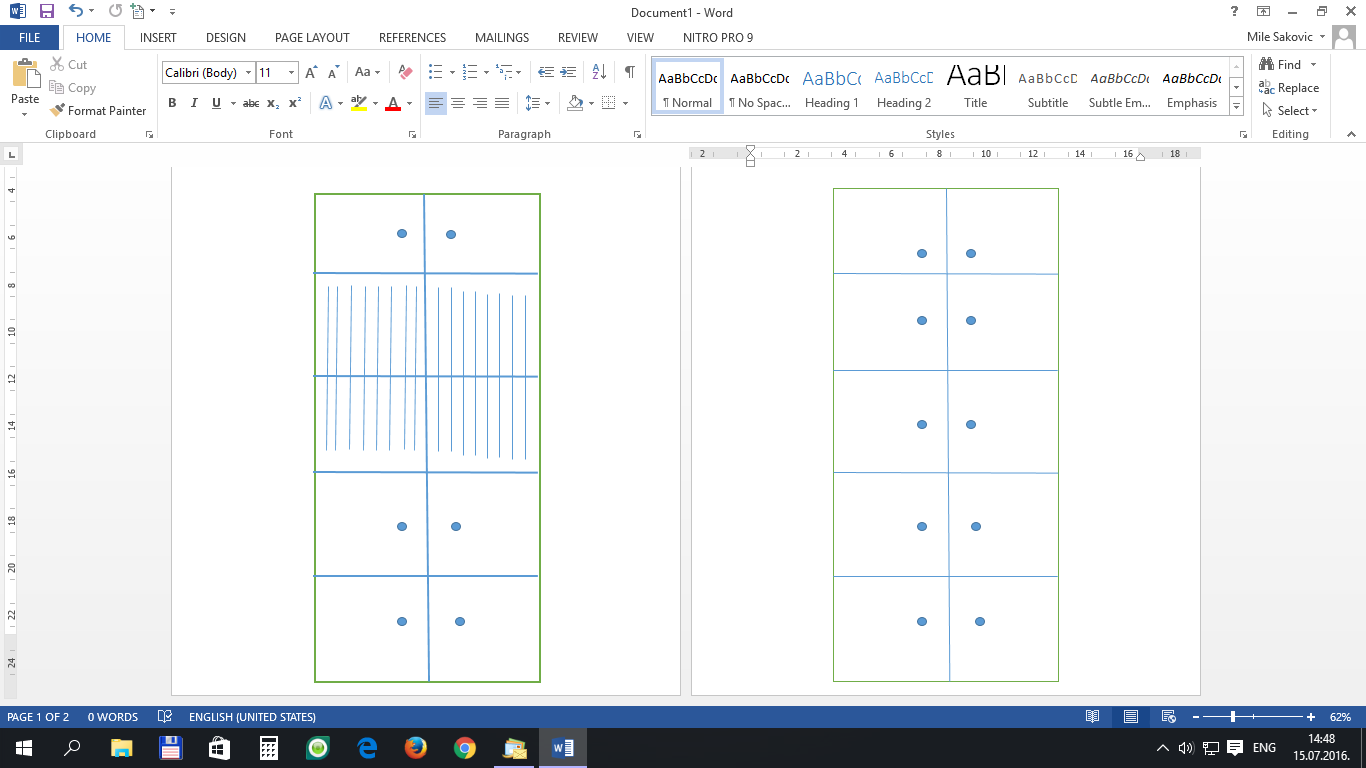 Document1 - Word
?
FILE HOME INSERT DESIGN PAGE LAYOUT REFERENCES MAILINGS REVIEW VIEW NITRO PRO 9 Mile Sakovic
Paste
Cut
Copy
Format Painter
Clipboard
Calibri (Body) 11
B I U abc x₂ x²
Font
Paragraph
AaBbCcDc AaBbCcDc AaBbCc AaBbCcD AaBl AaBbCcD AaBbCcDc AaBbCcDc
¶ Normal ¶ No Spac... Heading 1 Heading 2 Title Subtitle Subtle Em... Emphasis
Styles
Find
Replace
Select
Editing
2 2 4 6 8 10 12 14 16 18
4
6
8
10
12
14
16
18
20
22
24
PAGE 1 OF 2 0 WORDS ENGLISH (UNITED STATES) 62%
ENG
14:48
15.07.2016.